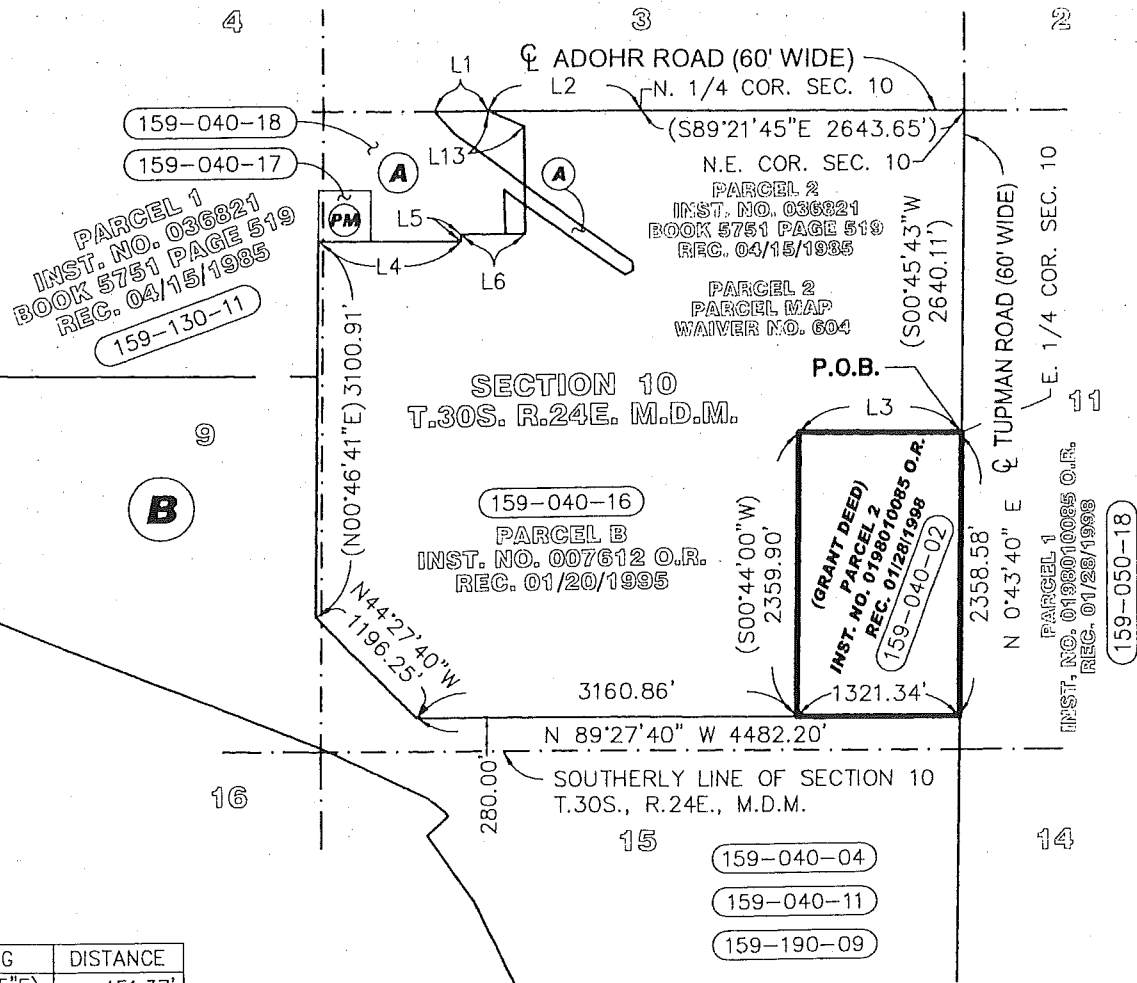 4
3
2
℄ ADOHR ROAD (60' WIDE)
L1
L2
N. 1/4 COR. SEC. 10
(S89°21'45"E 2643.65')
159-040-18
159-040-17
A
L13
A
N.E. COR. SEC. 10
PARCEL 2
INST. NO. 036821
BOOK 5751 PAGE 519
REC. 04/15/1985
PARCEL 1
INST. NO. 036821
BOOK 5751 PAGE 519
REC. 04/15/1985
159-130-11
PM
L5
L4
L6
PARCEL 2
PARCEL MAP
WAIVER NO. 604
(S00°45'43"W
2640.11')
℄ TUPMAN ROAD (60' WIDE)
E. 1/4 COR. SEC. 10
(N00°46'41"E) 3100.91'
P.O.B.
L3
SECTION 10
T.30S. R.24E. M.D.M.
9
11
B
159-040-16
PARCEL B
INST. NO. 007612 O.R.
REC. 01/20/1995
(S00°44'00"W)
2359.90'
(GRANT DEED)
PARCEL 2
INST. NO. 0198010085 O.R.
REC. 01/28/1998
159-040-02
2358.58'
N 0°43'40" E
PARCEL 1
INST. NO. 0198010085 O.R.
REC. 01/28/1998
159-050-18
N44°27'40"W
1196.25'
3160.86'
1321.34'
N 89°27'40" W 4482.20'
280.00'
SOUTHERLY LINE OF SECTION 10
T.30S., R.24E., M.D.M.
16
15
14
159-040-04
159-040-11
159-190-09
G
DISTANCE